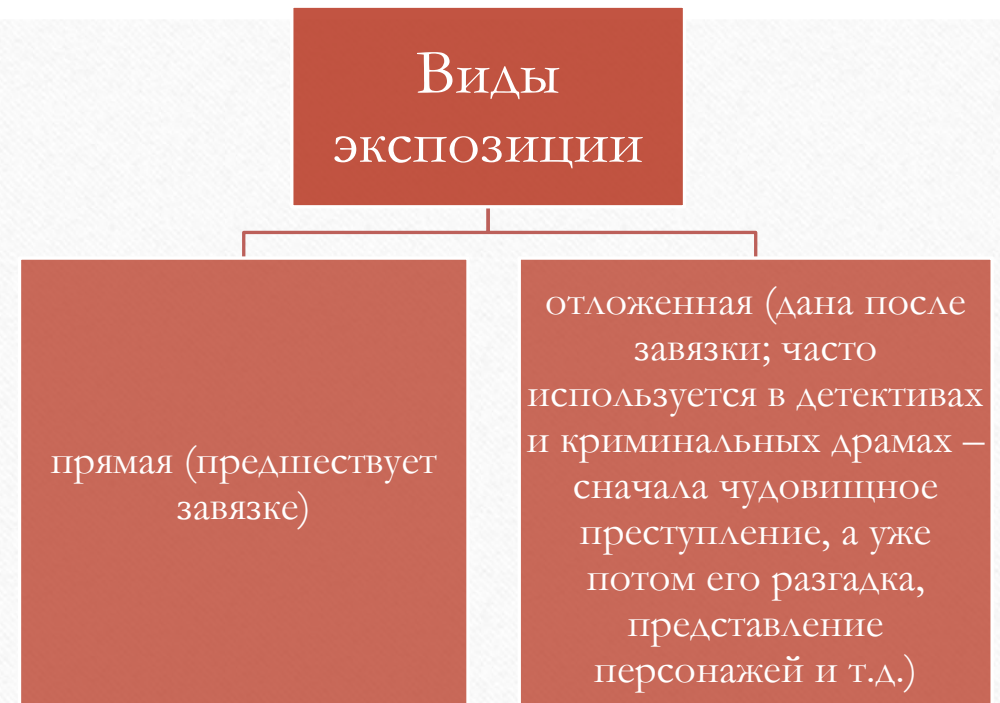 Виды
экспозиции
прямая (предшествует
завязке)
отложенная (дана после
завязки; часто
используется в детективах
и криминальных драмах –
сначала чудовищное
преступление, а уже
потом его разгадка,
представление
персонажей и т.д.)